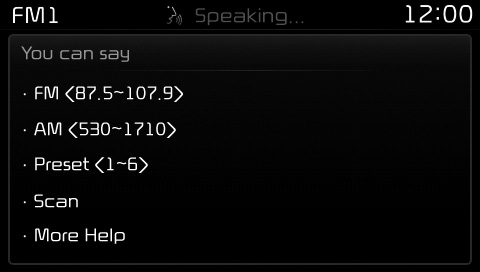 FM1 Speaking... 12:00
You can say
· FM <87.5~107.9>
· AM <530~1710>
· Preset <1~6>
· Scan
· More Help